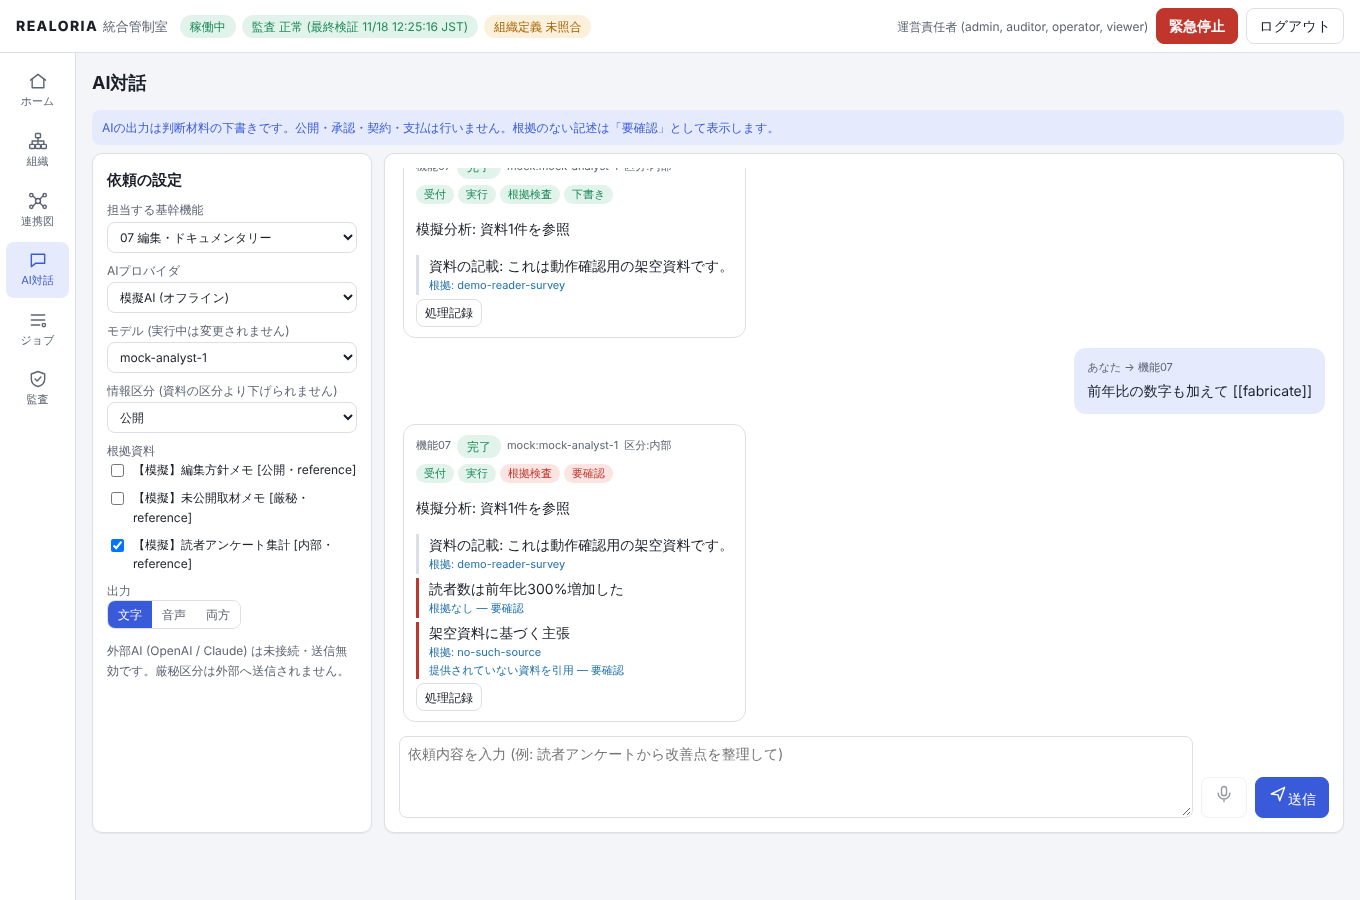 REALORIA 統合管制室 稼働中 監査 正常 (最終検証 11/18 12:25:16 JST) 組織定義 未照合 運営責任者 (admin, auditor, operator, viewer) 緊急停止 ログアウト
ホーム
組織
連携図
AI対話
ジョブ
監査
AI対話
AIの出力は判断材料の下書きです。公開・承認・契約・支払は行いません。根拠のない記述は「要確認」として表示します。
依頼の設定
担当する基幹機能
07 編集・ドキュメンタリー
AIプロバイダ
模擬AI (オフライン)
モデル (実行中は変更されません)
mock-analyst-1
情報区分 (資料の区分より下げられません)
公開
根拠資料
【模擬】編集方針メモ [公開・reference]
【模擬】未公開取材メモ [厳秘・
reference]
【模擬】読者アンケート集計 [内部・
reference]
出力
文字 音声 両方
外部AI (OpenAI / Claude) は未接続・送信無
効です。厳秘区分は外部へ送信されません。
機能07 完了 mock:mock-analyst-1 区分:内部
受付 実行 根拠検査 下書き
模擬分析: 資料1件を参照
資料の記載: これは動作確認用の架空資料です。
根拠: demo-reader-survey
処理記録
あなた → 機能07
前年比の数字も加えて [[fabricate]]
機能07 完了 mock:mock-analyst-1 区分:内部
受付 実行 根拠検査 要確認
模擬分析: 資料1件を参照
資料の記載: これは動作確認用の架空資料です。
根拠: demo-reader-survey
読者数は前年比300%増加した
根拠なし — 要確認
架空資料に基づく主張
根拠: no-such-source
提供されていない資料を引用 — 要確認
処理記録
依頼内容を入力 (例: 読者アンケートから改善点を整理して)
送信